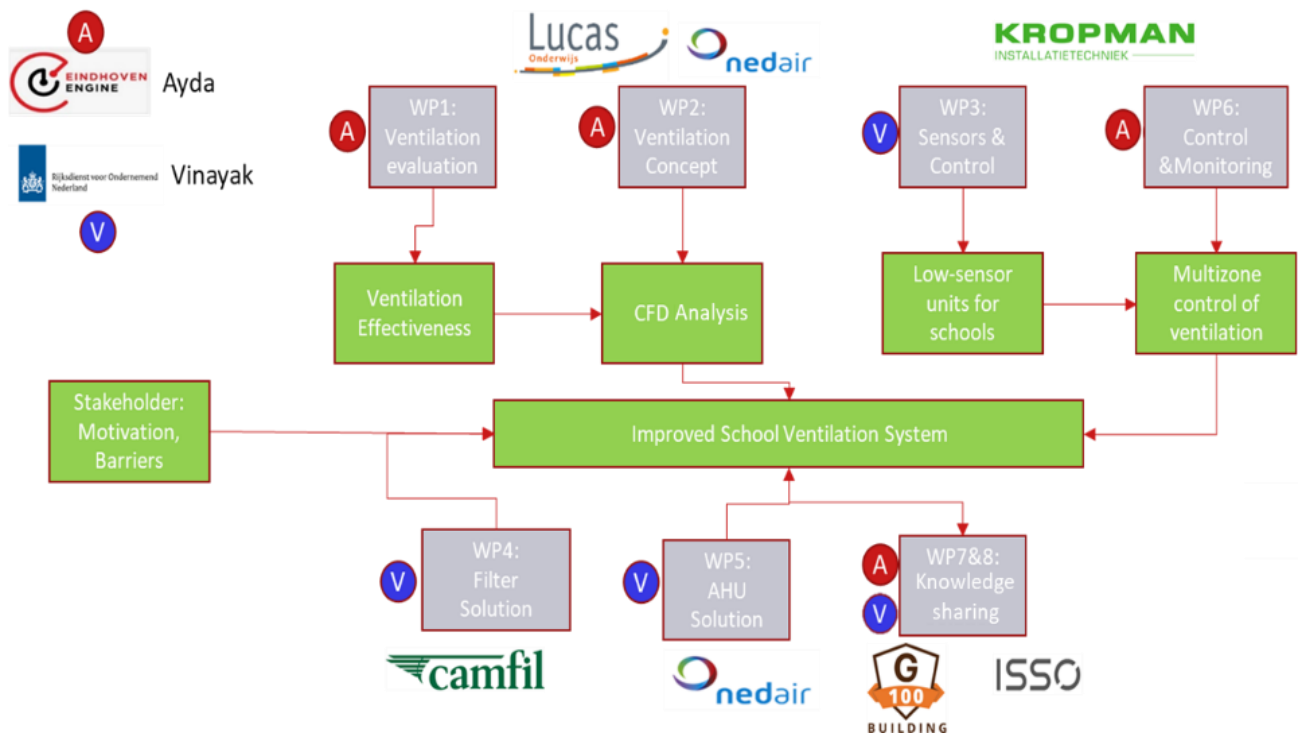 A
EINDHOVEN
ENGINE
Ayda
Rijksdienst voor Ondernemend
Nederland
Vinayak
V
Lucas
Onderwijs
nedair
KROPMAN
INSTALLATIETECHNIEK
A
WP1:
Ventilation
evaluation
A
WP2:
Ventilation
Concept
V
WP3:
Sensors &
Control
A
WP6:
Control
&Monitoring
Ventilation
Effectiveness
CFD Analysis
Low-sensor
units for
schools
Multizone
control of
ventilation
Stakeholder:
Motivation,
Barriers
Improved School Ventilation System
V
WP4:
Filter
Solution
V
WP5:
AHU
Solution
A
V
WP7&8:
Knowledge
sharing
camfil
nedair
G
100
BUILDING
ISSO